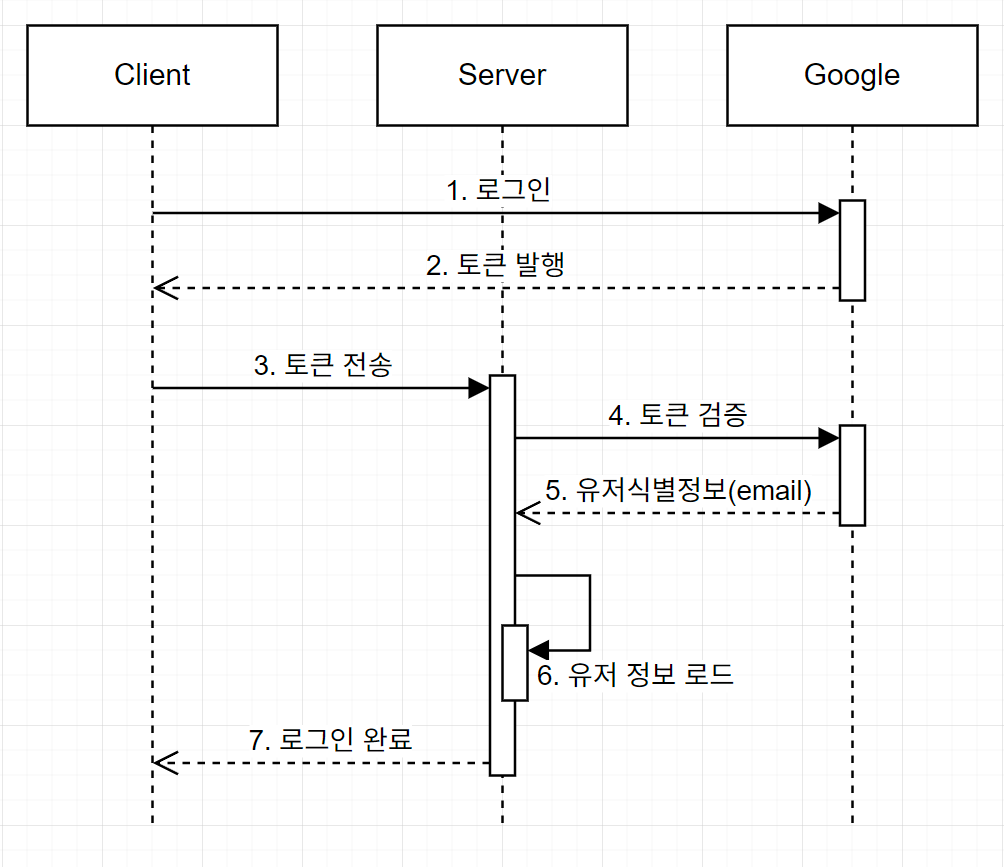 Client
Server
Google
1. 로그인
2. 토큰 발행
3. 토큰 전송
4. 토큰 검증
5. 유저식별정보(email)
6. 유저 정보 로드
7. 로그인 완료